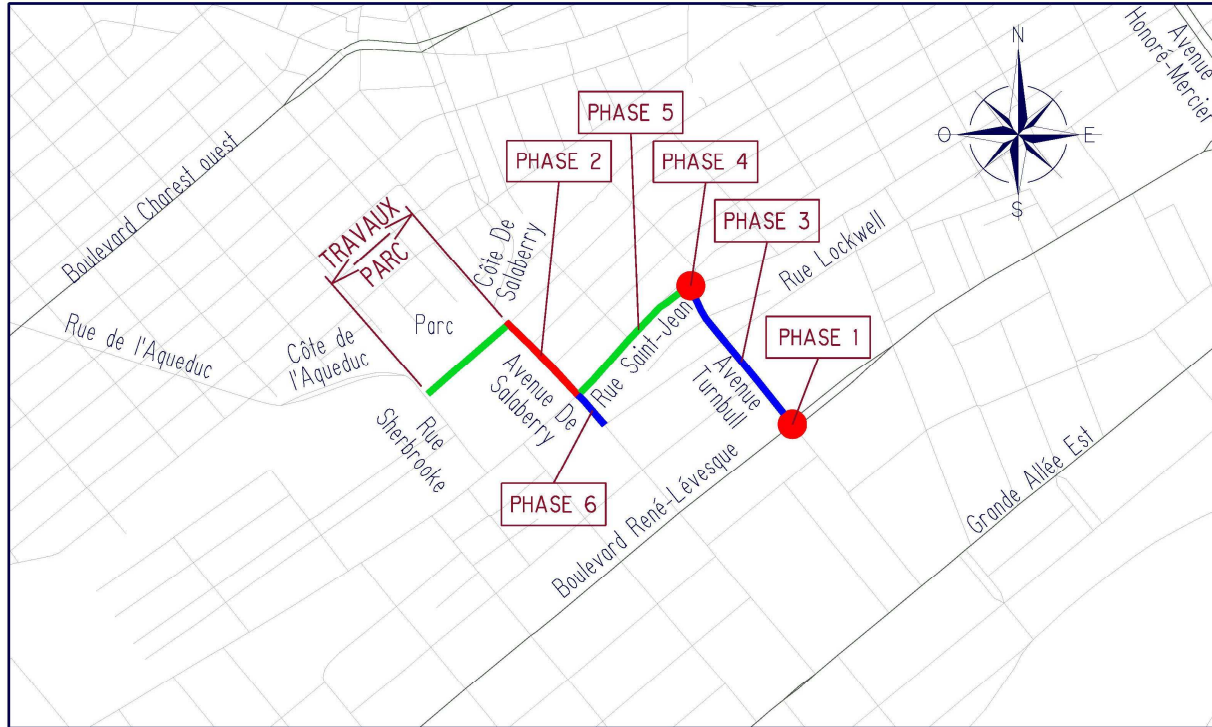 Avenue
Honoré-Mercier
N
O
E
S
PHASE 5
PHASE 2
PHASE 4
PHASE 3
Boulevard Charest ouest
TRAVAUX
PARC
Côte De
Salaberry
Rue Lockwell
Rue de l'Aqueduc
Côte de
l'Aqueduc
Parc
PHASE 1
Rue Saint-Jean
Avenue De
Salaberry
Avenue
Turnbull
Rue
Sherbrooke
PHASE 6
Boulevard René-Lévesque
Grande Allée Est